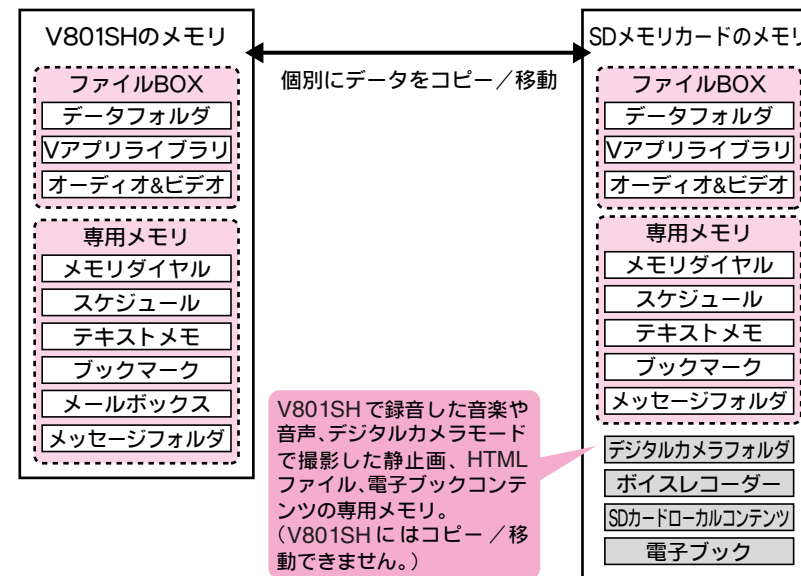 V801SHのメモリ
ファイルBOX
データフォルダ
Vアプリライブラリ
オーディオ&ビデオ
専用メモリ
メモリダイヤル
スケジュール
テキストメモ
ブックマーク
メールボックス
メッセージフォルダ
個別にデータをコピー／移動
SDメモリカードのメモリ
ファイルBOX
データフォルダ
Vアプリライブラリ
オーディオ&ビデオ
専用メモリ
メモリダイヤル
スケジュール
テキストメモ
ブックマーク
メッセージフォルダ
デジタルカメラフォルダ
ボイスレコーダー
SDカードローカルコンテンツ
電子ブック
V801SHで録音した音楽や
音声、デジタルカメラモード
で撮影した静止画、HTML
ファイル、電子ブックコンテ
ンツの専用メモリ。
（V801SHにはコピー／移
動できません。）